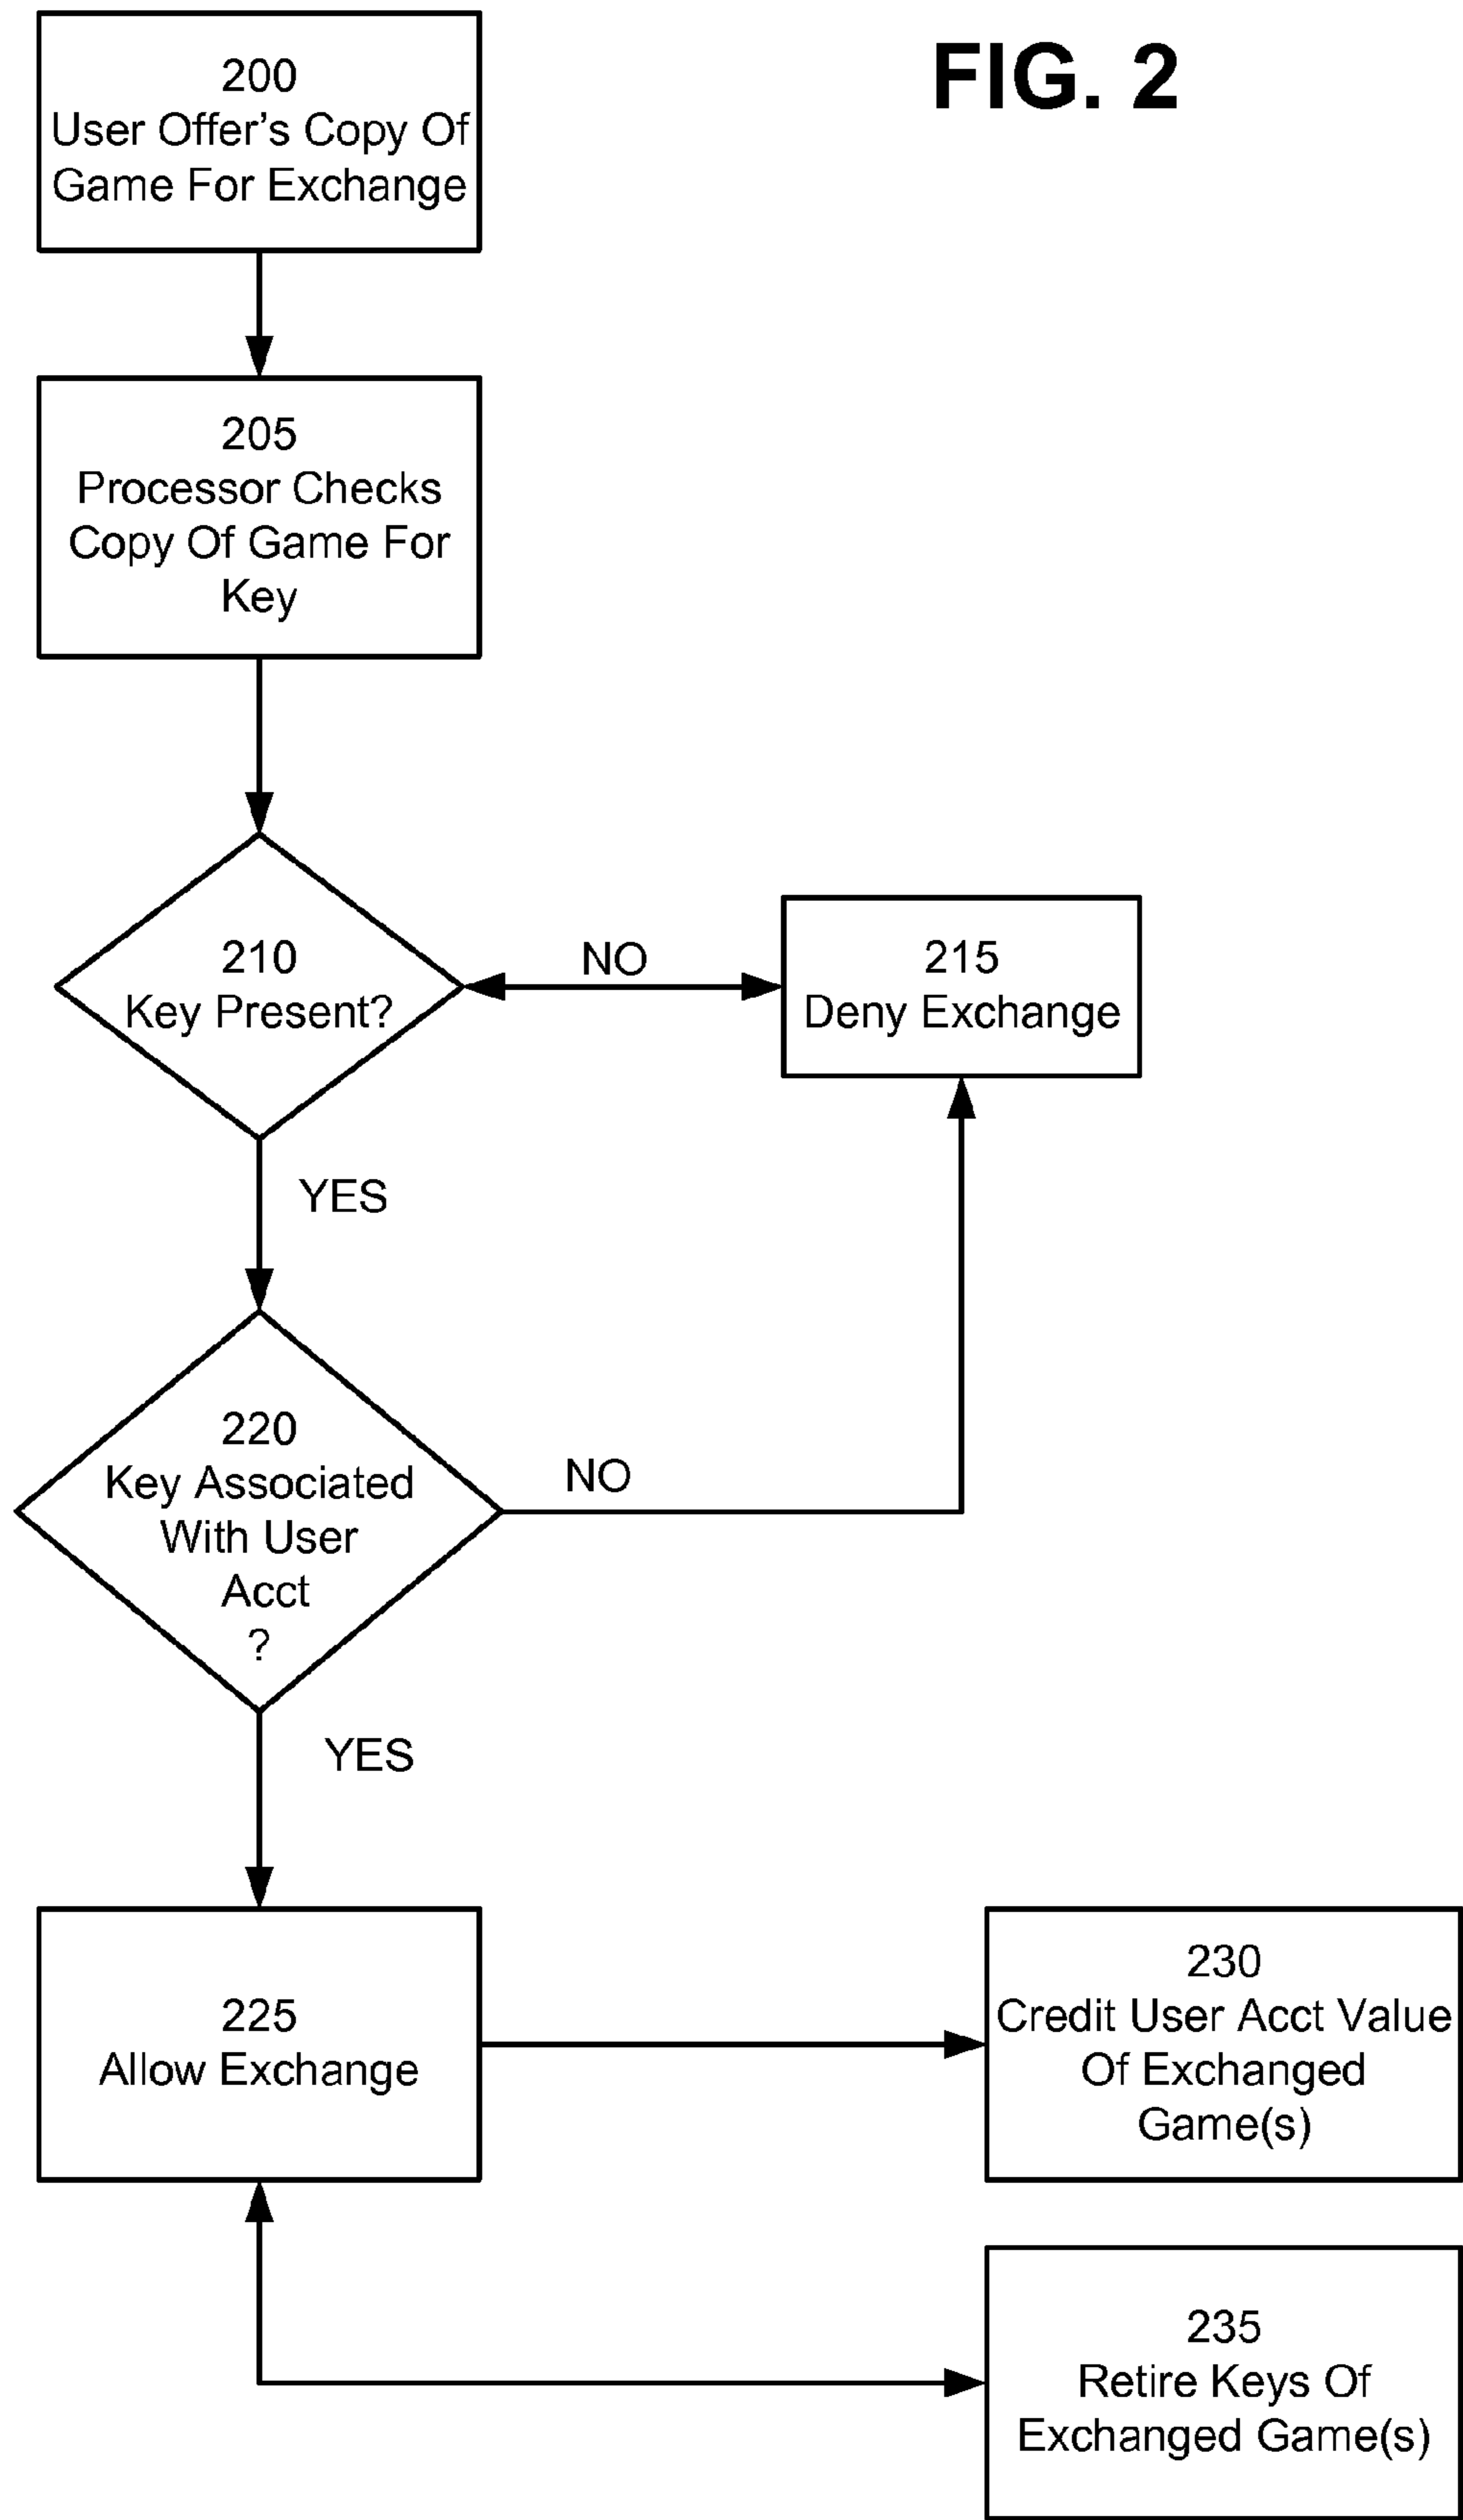 FIG. 2
200
User Offer's Copy Of
Game For Exchange
205
Processor Checks
Copy Of Game For
Key
210
Key Present?
NO
215
Deny Exchange
YES
220
Key Associated
With User
Acct
?
NO
YES
225
Allow Exchange
230
Credit User Acct Value
Of Exchanged
Game(s)
235
Retire Keys Of
Exchanged Game(s)